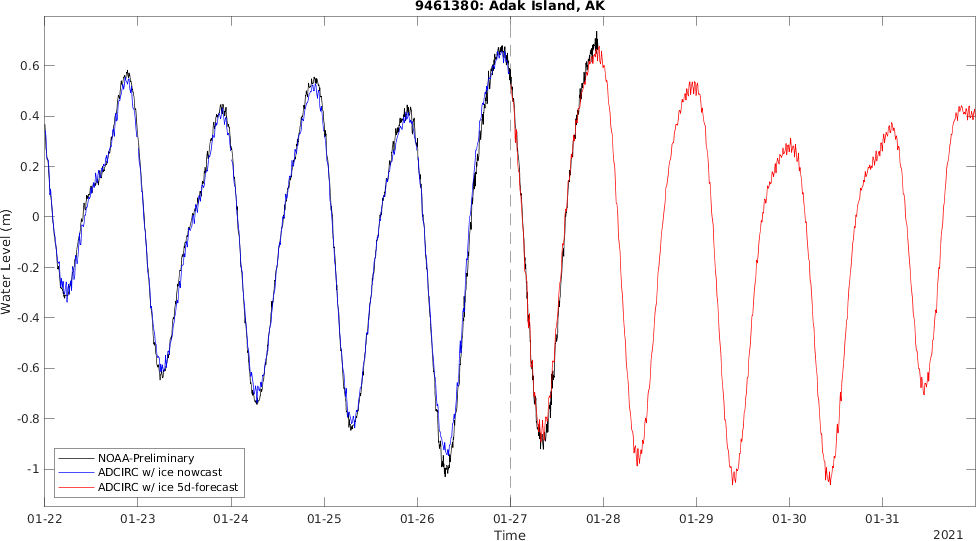 9461380: Adak Island, AK
Water Level (m)
0.6
0.4
0.2
0
-0.2
-0.4
-0.6
-0.8
-1
NOAA-Preliminary
ADCIRC w/ ice nowcast
ADCIRC w/ ice 5d-forecast
01-22 01-23 01-24 01-25 01-26 01-27 01-28 01-29 01-30 01-31
Time
2021